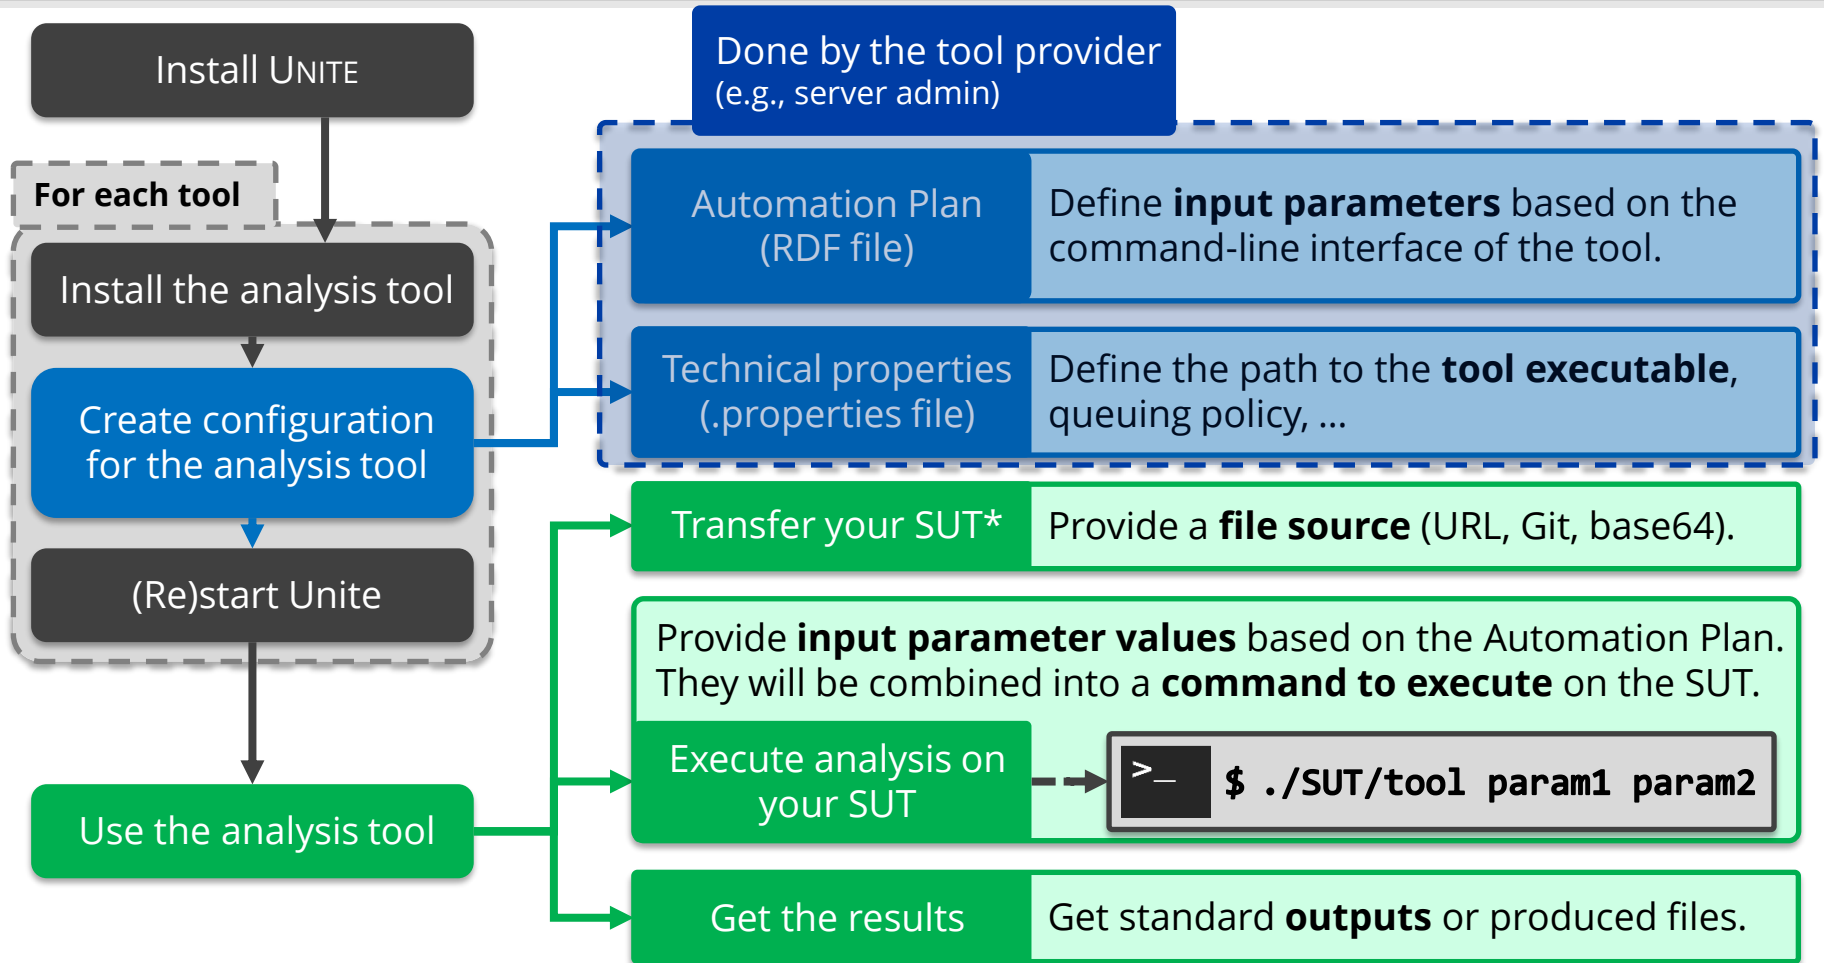 Install UNITE
Done by the tool provider
(e.g., server admin)
For each tool
Install the analysis tool
Create configuration
for the analysis tool
(Re)start Unite
Use the analysis tool
Automation Plan
(RDF file)
Define input parameters based on the
command-line interface of the tool.
Technical properties
(.properties file)
Define the path to the tool executable,
queuing policy, ...
Transfer your SUT*
Provide a file source (URL, Git, base64).
Provide input parameter values based on the Automation Plan.
They will be combined into a command to execute on the SUT.
Execute analysis on
your SUT
>_
$ ./SUT/tool param1 param2
Get the results
Get standard outputs or produced files.